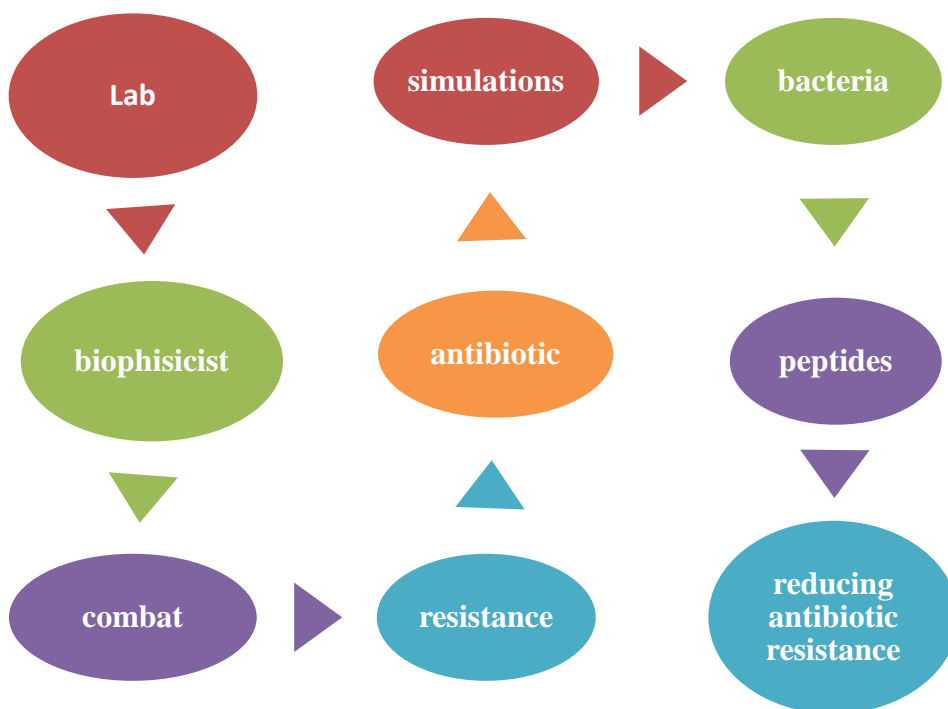 Lab
biophisicist
combat
resistance
antibiotic
simulations
bacteria
peptides
reducing
antibiotic
resistance